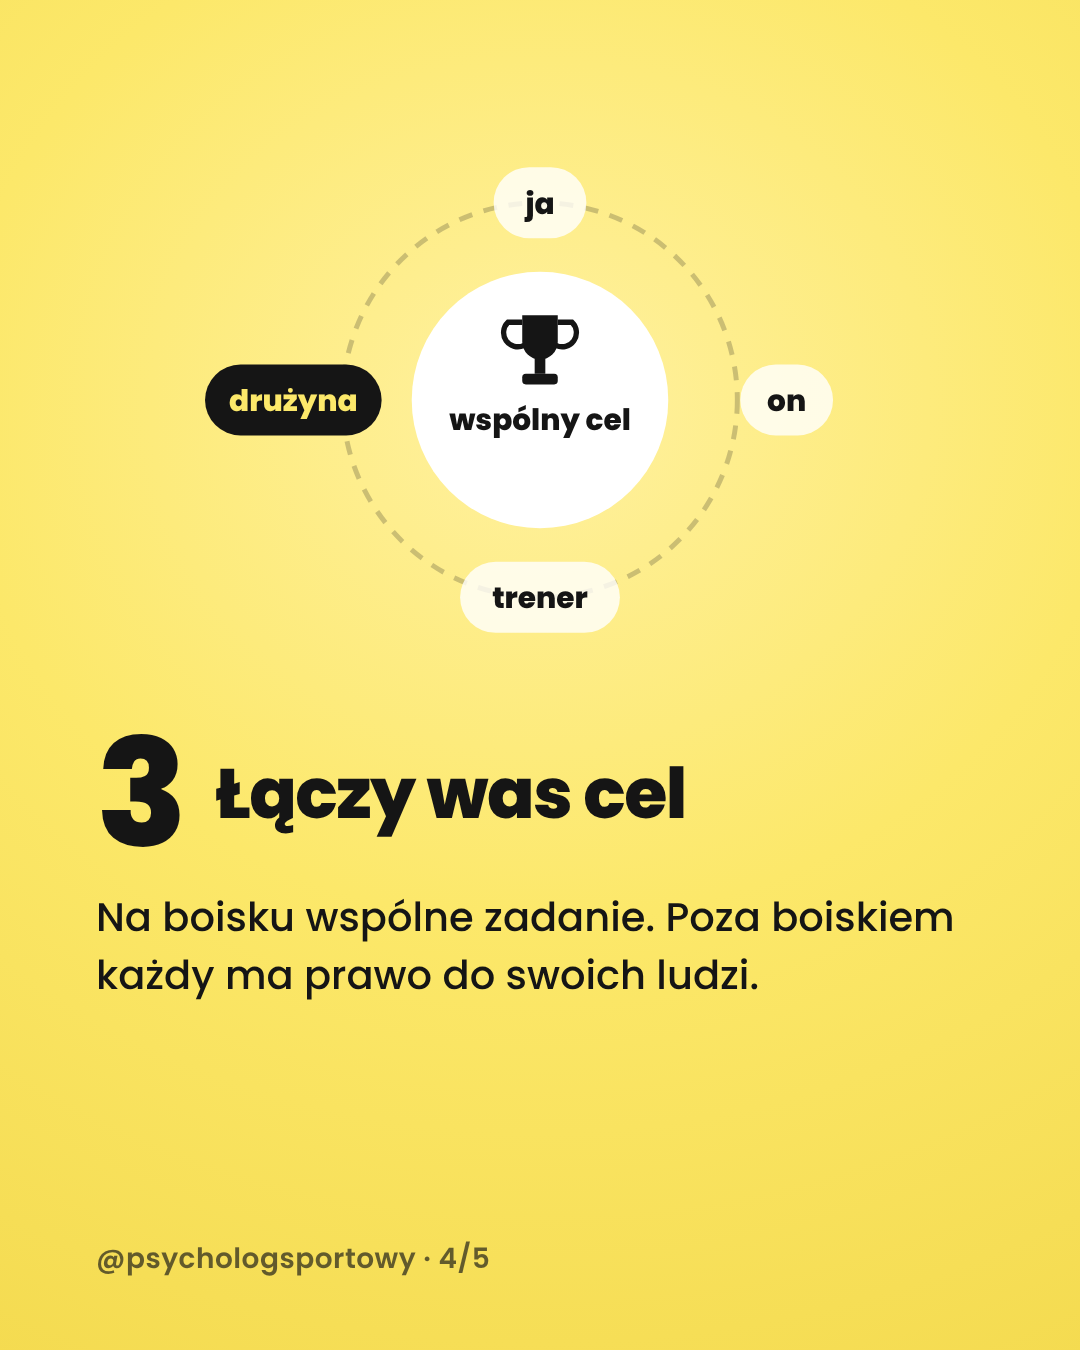 ja
drużyna
wspólny cel
on
trener
3 Łączy was cel
Na boisku wspólne zadanie. Poza boiskiem
każdy ma prawo do swoich ludzi.
@psychologsportowy · 4/5